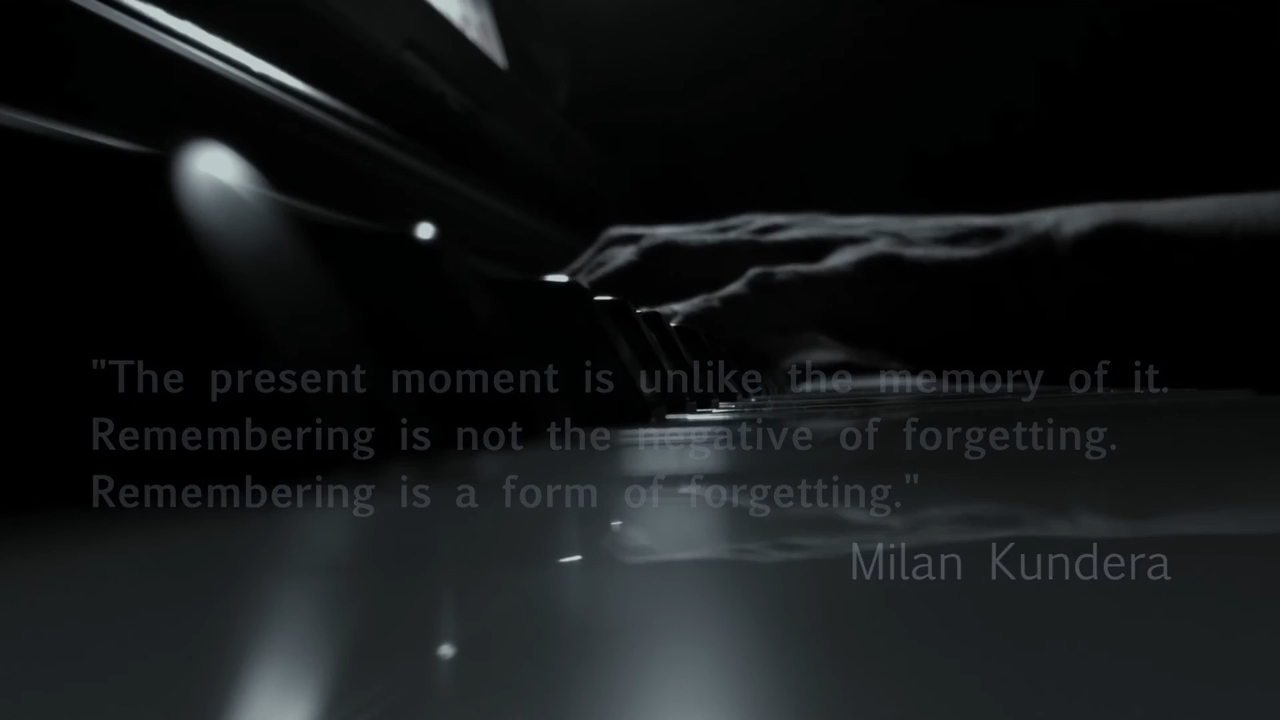 "The present moment is unlike the memory of it.
Remembering is not the negative of forgetting.
Remembering is a form of forgetting."
Milan Kundera